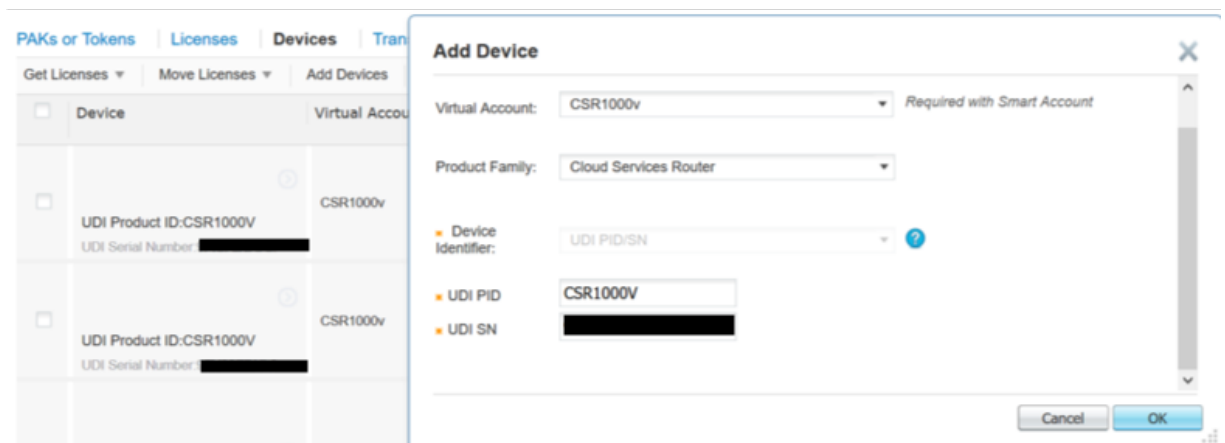 PAKs or Tokens Licenses Devices Tran
Get Licenses Move Licenses Add Devices
Device Virtual Accou
UDI Product ID:CSR1000V
UDI Serial Number:
CSR1000v
UDI Product ID:CSR1000V
UDI Serial Number:
CSR1000v
Add Device
Virtual Account: CSR1000v Required with Smart Account
Product Family: Cloud Services Router
Device
Identifier: UDI PID/SN ?
UDI PID CSR1000V
UDI SN
Cancel OK